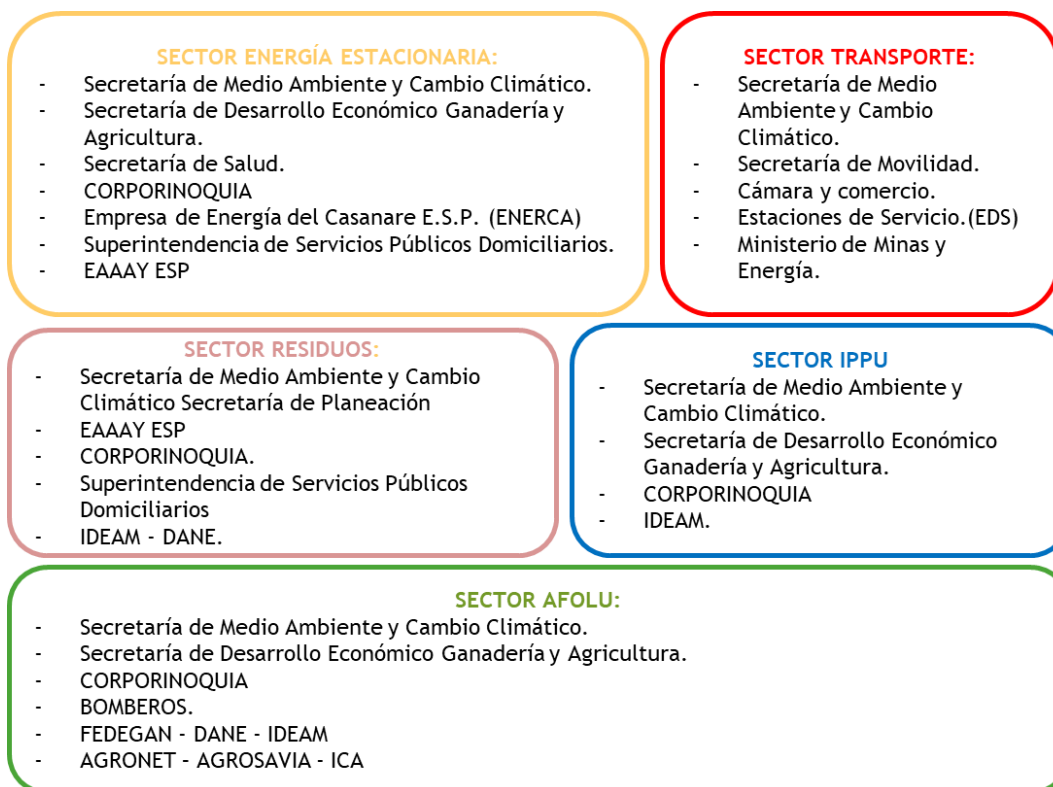 SECTOR ENERGÍA ESTACIONARIA:
- Secretaría de Medio Ambiente y Cambio Climático.
- Secretaría de Desarrollo Económico Ganadería y
Agricultura.
- Secretaría de Salud.
- CORPORINOQUIA
- Empresa de Energía del Casanare E.S.P. (ENERCA)
- Superintendencia de Servicios Públicos Domiciliarios.
- EAAAY ESP
SECTOR TRANSPORTE:
- Secretaría de Medio
Ambiente y Cambio
Climático.
- Secretaría de Movilidad.
- Cámara y comercio.
- Estaciones de Servicio.(EDS)
- Ministerio de Minas y
Energía.
SECTOR RESIDUOS:
- Secretaría de Medio Ambiente y Cambio
Climático Secretaría de Planeación
- EAAAY ESP
- CORPORINOQUIA.
- Superintendencia de Servicios Públicos
Domiciliarios
- IDEAM - DANE.
SECTOR IPPU
- Secretaría de Medio Ambiente y
Cambio Climático.
- Secretaría de Desarrollo Económico
Ganadería y Agricultura.
- CORPORINOQUIA
- IDEAM.
SECTOR AFOLU:
- Secretaría de Medio Ambiente y Cambio Climático.
- Secretaría de Desarrollo Económico Ganadería y Agricultura.
- CORPORINOQUIA
- BOMBEROS.
- FEDEGAN - DANE - IDEAM
- AGRONET - AGROSAVIA - ICA